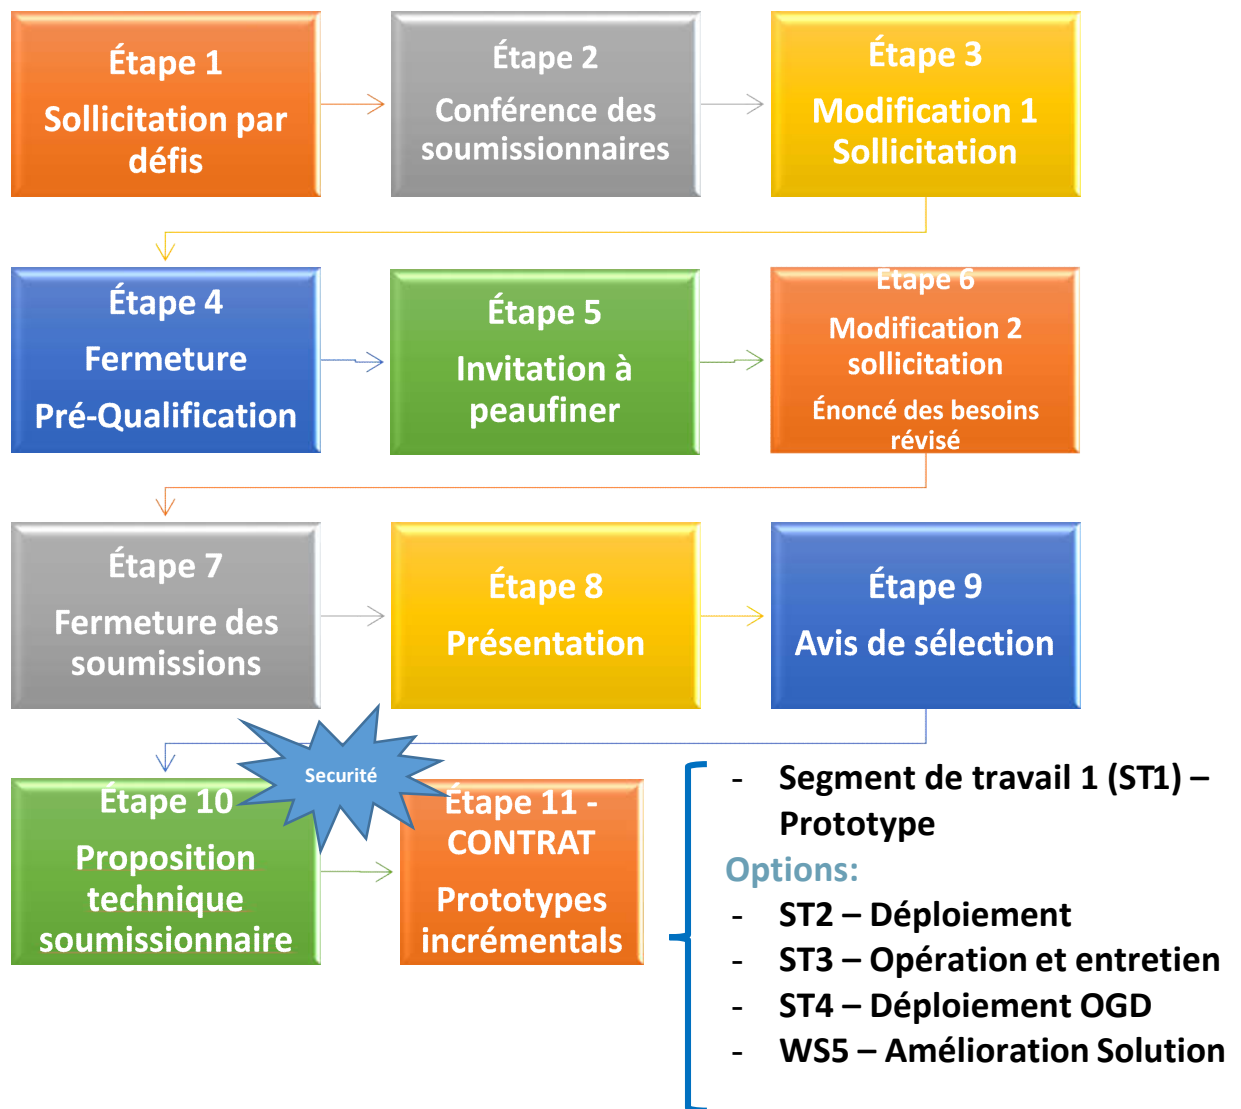 Étape 1
Sollicitation par
défis
Étape 2
Conférence des
soumissionnaires
Étape 3
Modification 1
Sollicitation
Étape 4
Fermeture
Pré-Qualification
Étape 5
Invitation à
peaufiner
Étape 6
Modification 2
sollicitation
Énoncé des besoins
révisé
Étape 7
Fermeture des
soumissions
Étape 8
Présentation
Étape 9
Avis de sélection
Securité
Étape 10
Proposition
technique
soumissionnaire
Étape 11 -
CONTRAT
Prototypes
incrémentals
- Segment de travail 1 (ST1) –
Prototype
Options:
- ST2 – Déploiement
- ST3 – Opération et entretien
- ST4 – Déploiement OGD
- WS5 – Amélioration Solution